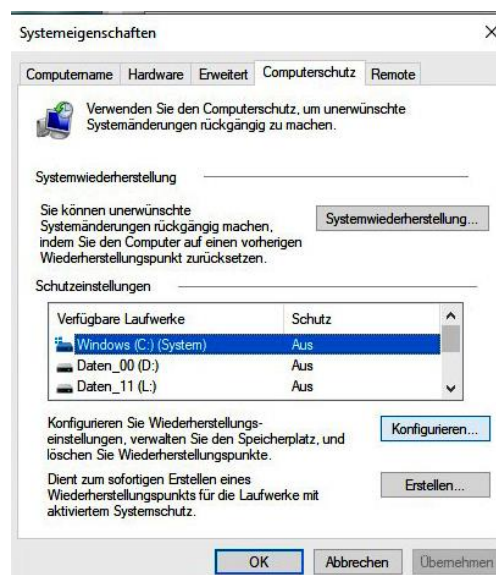 Systemeigenschaften
Computername Hardware Erweitert Computerschutz Remote
Verwenden Sie den Computerschutz, um unerwünschte
Systemänderungen rückgängig zu machen.
Systemwiederherstellung
Sie können unerwünschte
Systemänderungen rückgängig machen,
indem Sie den Computer auf einen vorherigen
Wiederherstellungspunkt zurücksetzen.
Systemwiederherstellung...
Schutzeinstellungen
Verfügbare Laufwerke Schutz
Windows (C:) (System) Aus
Daten_00 (D:) Aus
Daten_11 (L:) Aus
Konfigurieren Sie Wiederherstellungs-
einstellungen, verwalten Sie den Speicherplatz, und
löschen Sie Wiederherstellungspunkte.
Konfigurieren...
Dient zum sofortigen Erstellen eines
Wiederherstellungspunkts für die Laufwerke mit
aktiviertem Systemschutz.
Erstellen...
OK Abbrechen Übernehmen